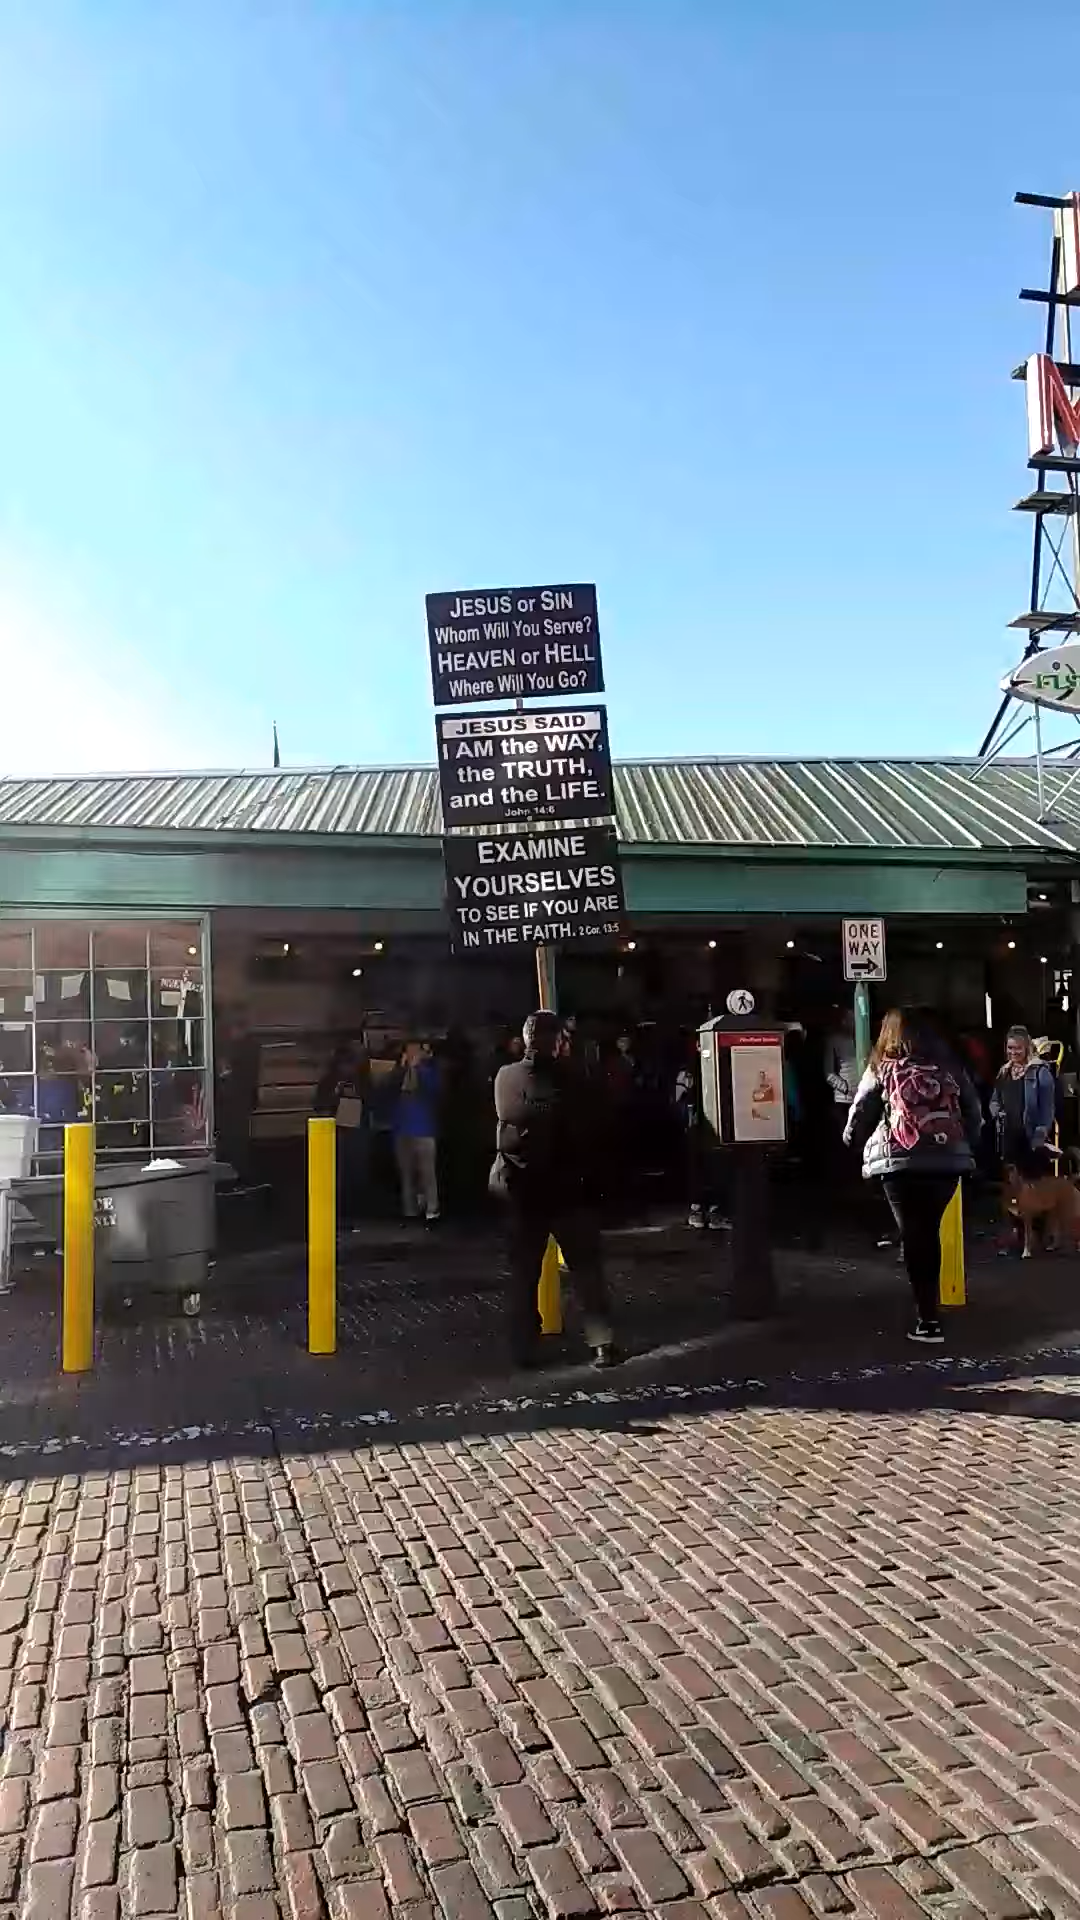 JESUS or SIN
Whom Will You Serve?
HEAVEN or HELL
Where Will You Go?
JESUS SAID
I AM the WAY,
the TRUTH,
and the LIFE.
John 14:6
EXAMINE
YOURSELVES
TO SEE IF YOU ARE
IN THE FAITH. 2 Cor. 13:5
ONE
WAY
M